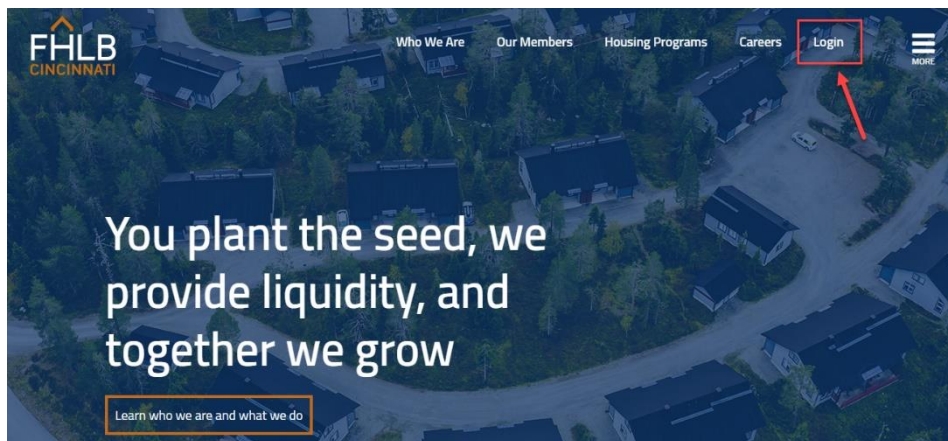 FHLB
CINCINNATI
Who We Are Our Members Housing Programs Careers Login
MORE
You plant the seed, we
provide liquidity, and
together we grow
Learn who we are and what we do